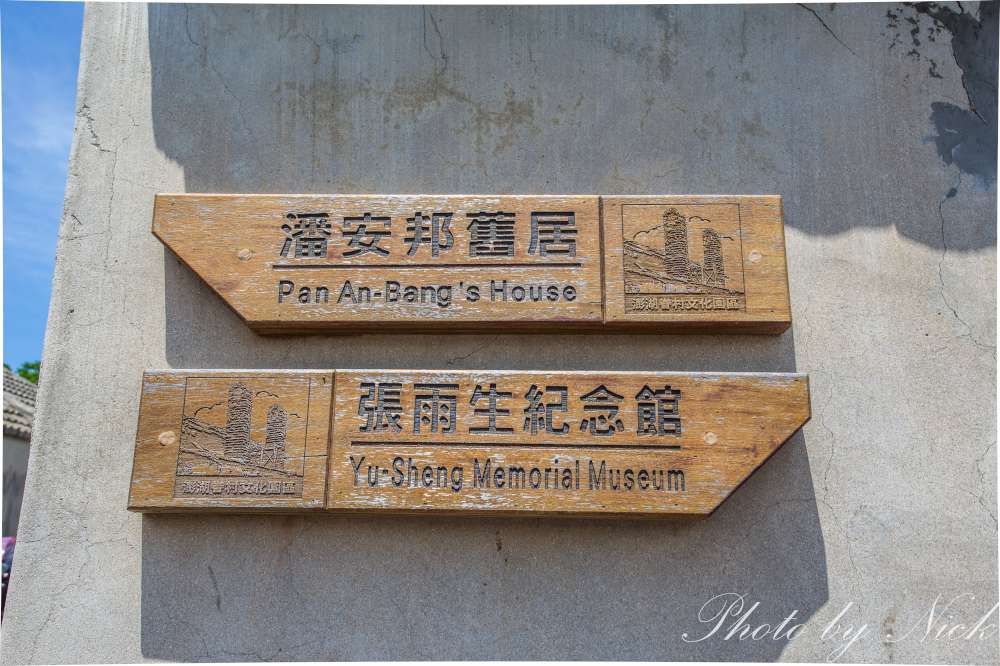 潘安邦舊居
Pan An-Bang's House
澎湖眷村文化園區
張雨生紀念館
Yu-Sheng Memorial Museum
澎湖眷村文化園區
Photo by Nick